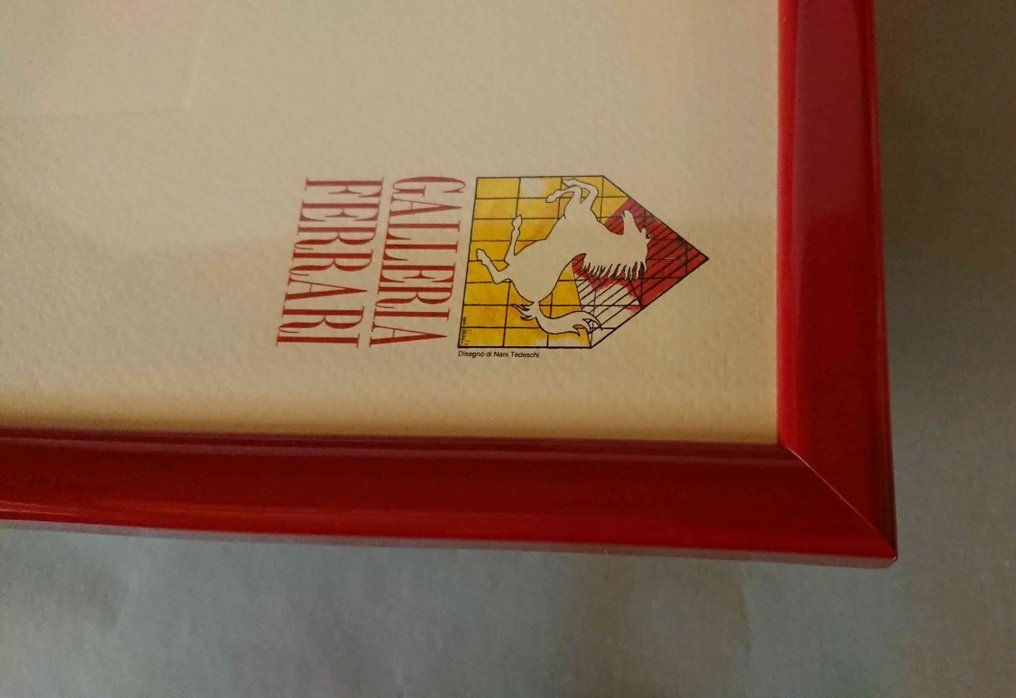 GALLERIA
FERRARI
Disegno di Nani Tedeschi